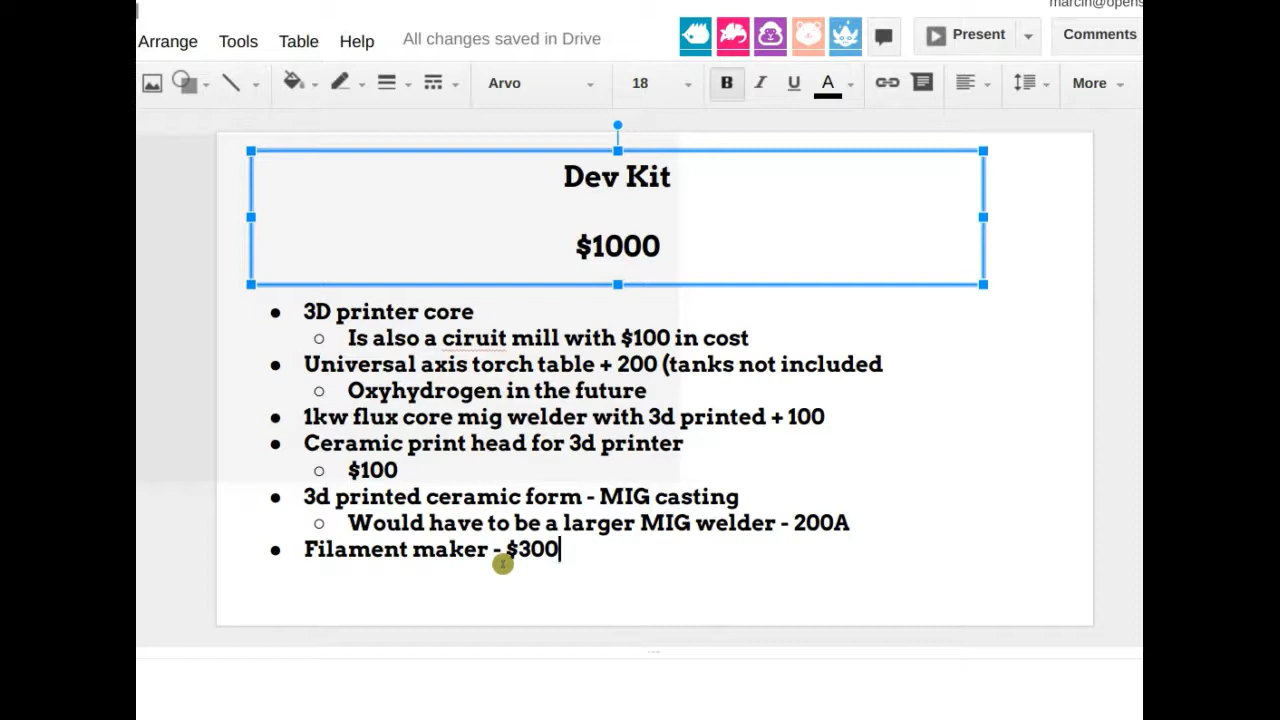 marcin@opens
Arrange Tools Table Help All changes saved in Drive Present Comments
Arvo 18 B I U A More
Dev Kit
$1000
● 3D printer core
○ Is also a ciruit mill with $100 in cost
● Universal axis torch table + 200 (tanks not included
○ Oxyhydrogen in the future
● 1kw flux core mig welder with 3d printed + 100
● Ceramic print head for 3d printer
○ $100
● 3d printed ceramic form - MIG casting
○ Would have to be a larger MIG welder - 200A
● Filament maker - $300